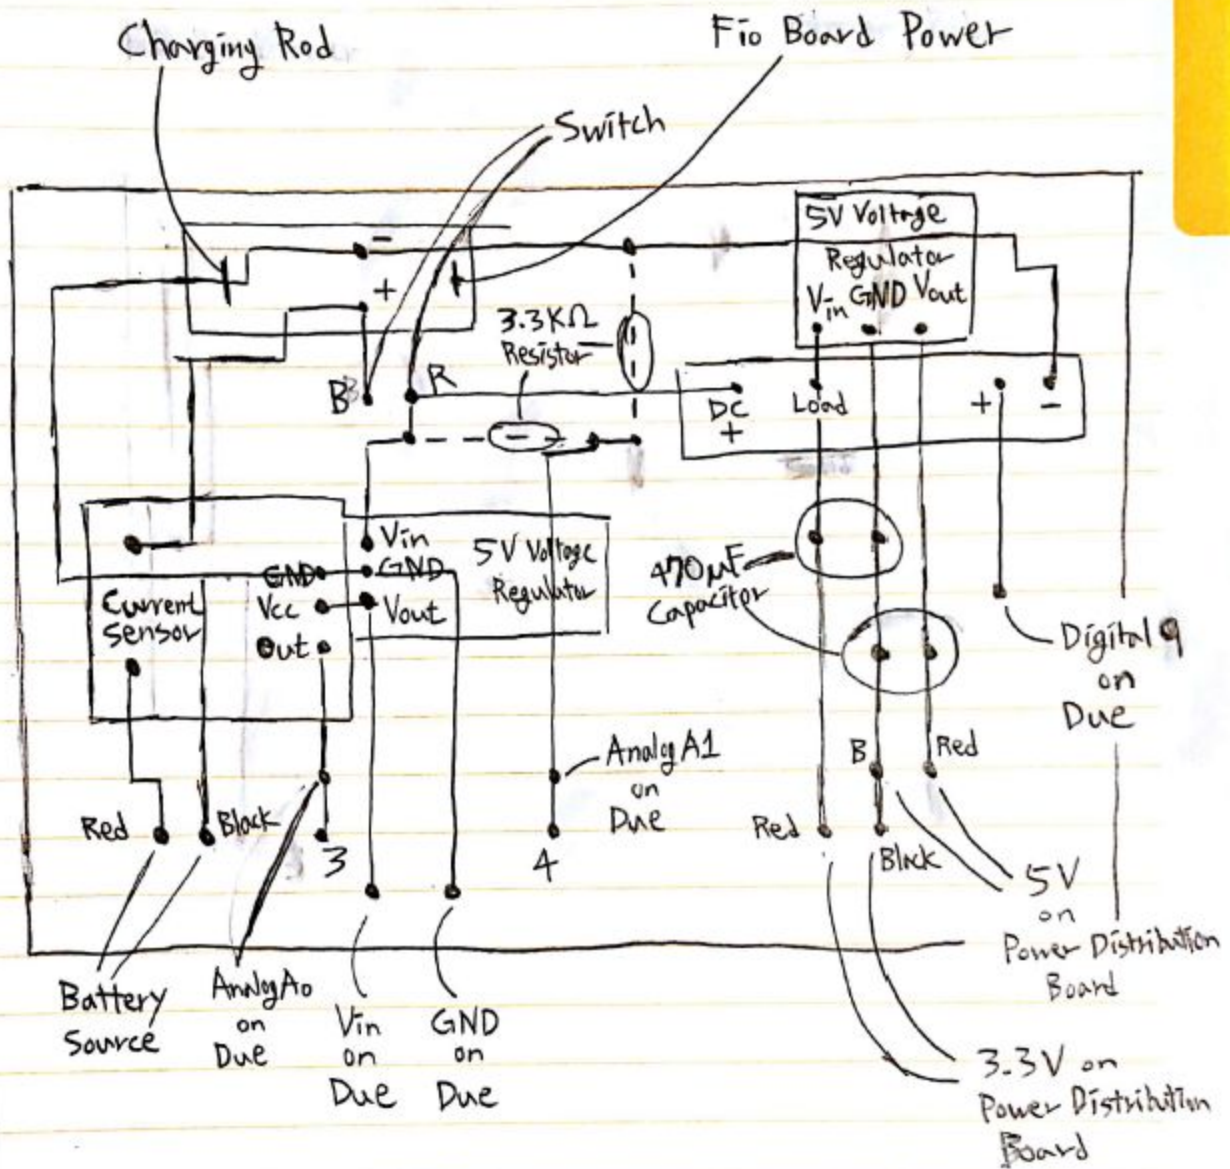 Charging Rod
Fio Board Power
Switch
5V Voltage
Regulator
Vin GND Vout
-
+
3.3KΩ
Resistor
B
R
DC
+
Load
+
-
Vin
GND
Vout
5V Voltage
Regulator
GND
Vcc
Out
Current
Sensor
470μF
Capacitor
Digital 9
on
Due
Analog A1
on
Due
B
Red
Red
Black
3
4
Red
Black
5V
on
Power Distribution
Board
Battery
Source
Analog A0
on
Due
Vin
on
Due
GND
on
Due
3.3V on
Power Distribution
Board